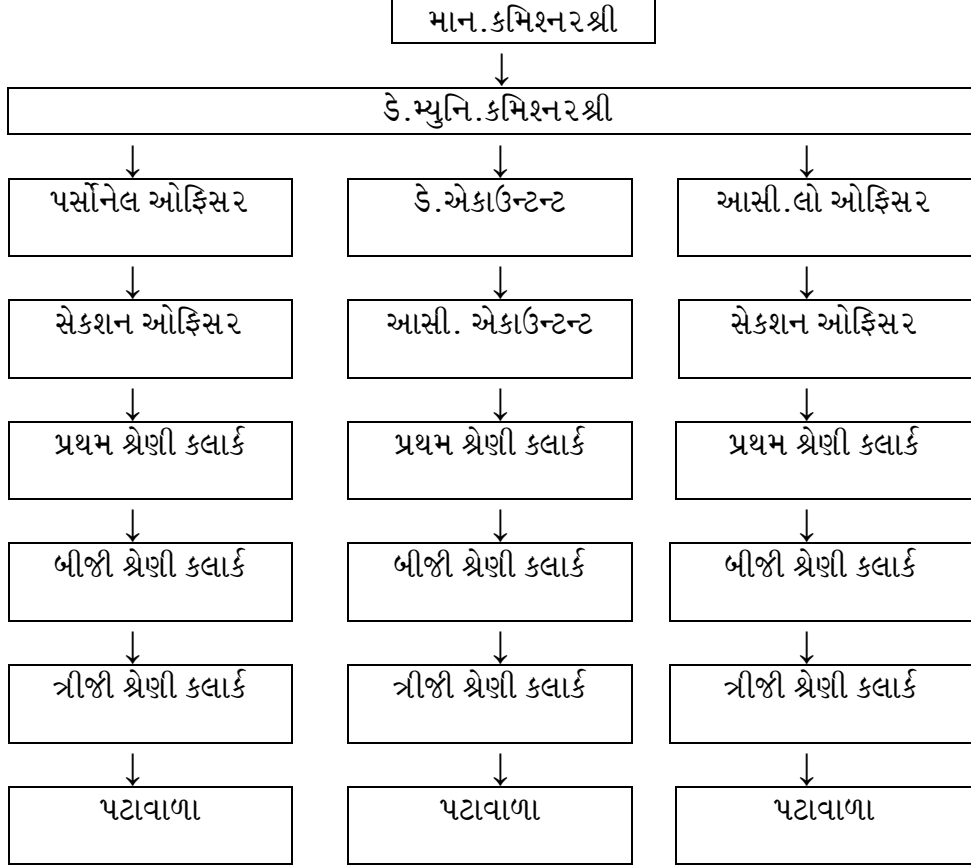 માન.કમિશ્નરશ્રી
↓
ડે.મ્યુનિ.કમિશ્નરશ્રી
↓ ↓ ↓
પર્સોનેલ ઓફિસર ડે.એકાઉન્ટન્ટ આસી.લો ઓફિસર
↓ ↓ ↓
સેકશન ઓફિસર આસી. એકાઉન્ટન્ટ સેકશન ઓફિસર
↓ ↓ ↓
પ્રથમ શ્રેણી કલાર્ક પ્રથમ શ્રેણી કલાર્ક પ્રથમ શ્રેણી કલાર્ક
↓ ↓ ↓
બીજી શ્રેણી કલાર્ક બીજી શ્રેણી કલાર્ક બીજી શ્રેણી કલાર્ક
↓ ↓ ↓
ત્રીજી શ્રેણી કલાર્ક ત્રીજી શ્રેણી કલાર્ક ત્રીજી શ્રેણી કલાર્ક
↓ ↓ ↓
પટાવાળા પટાવાળા પટાવાળા